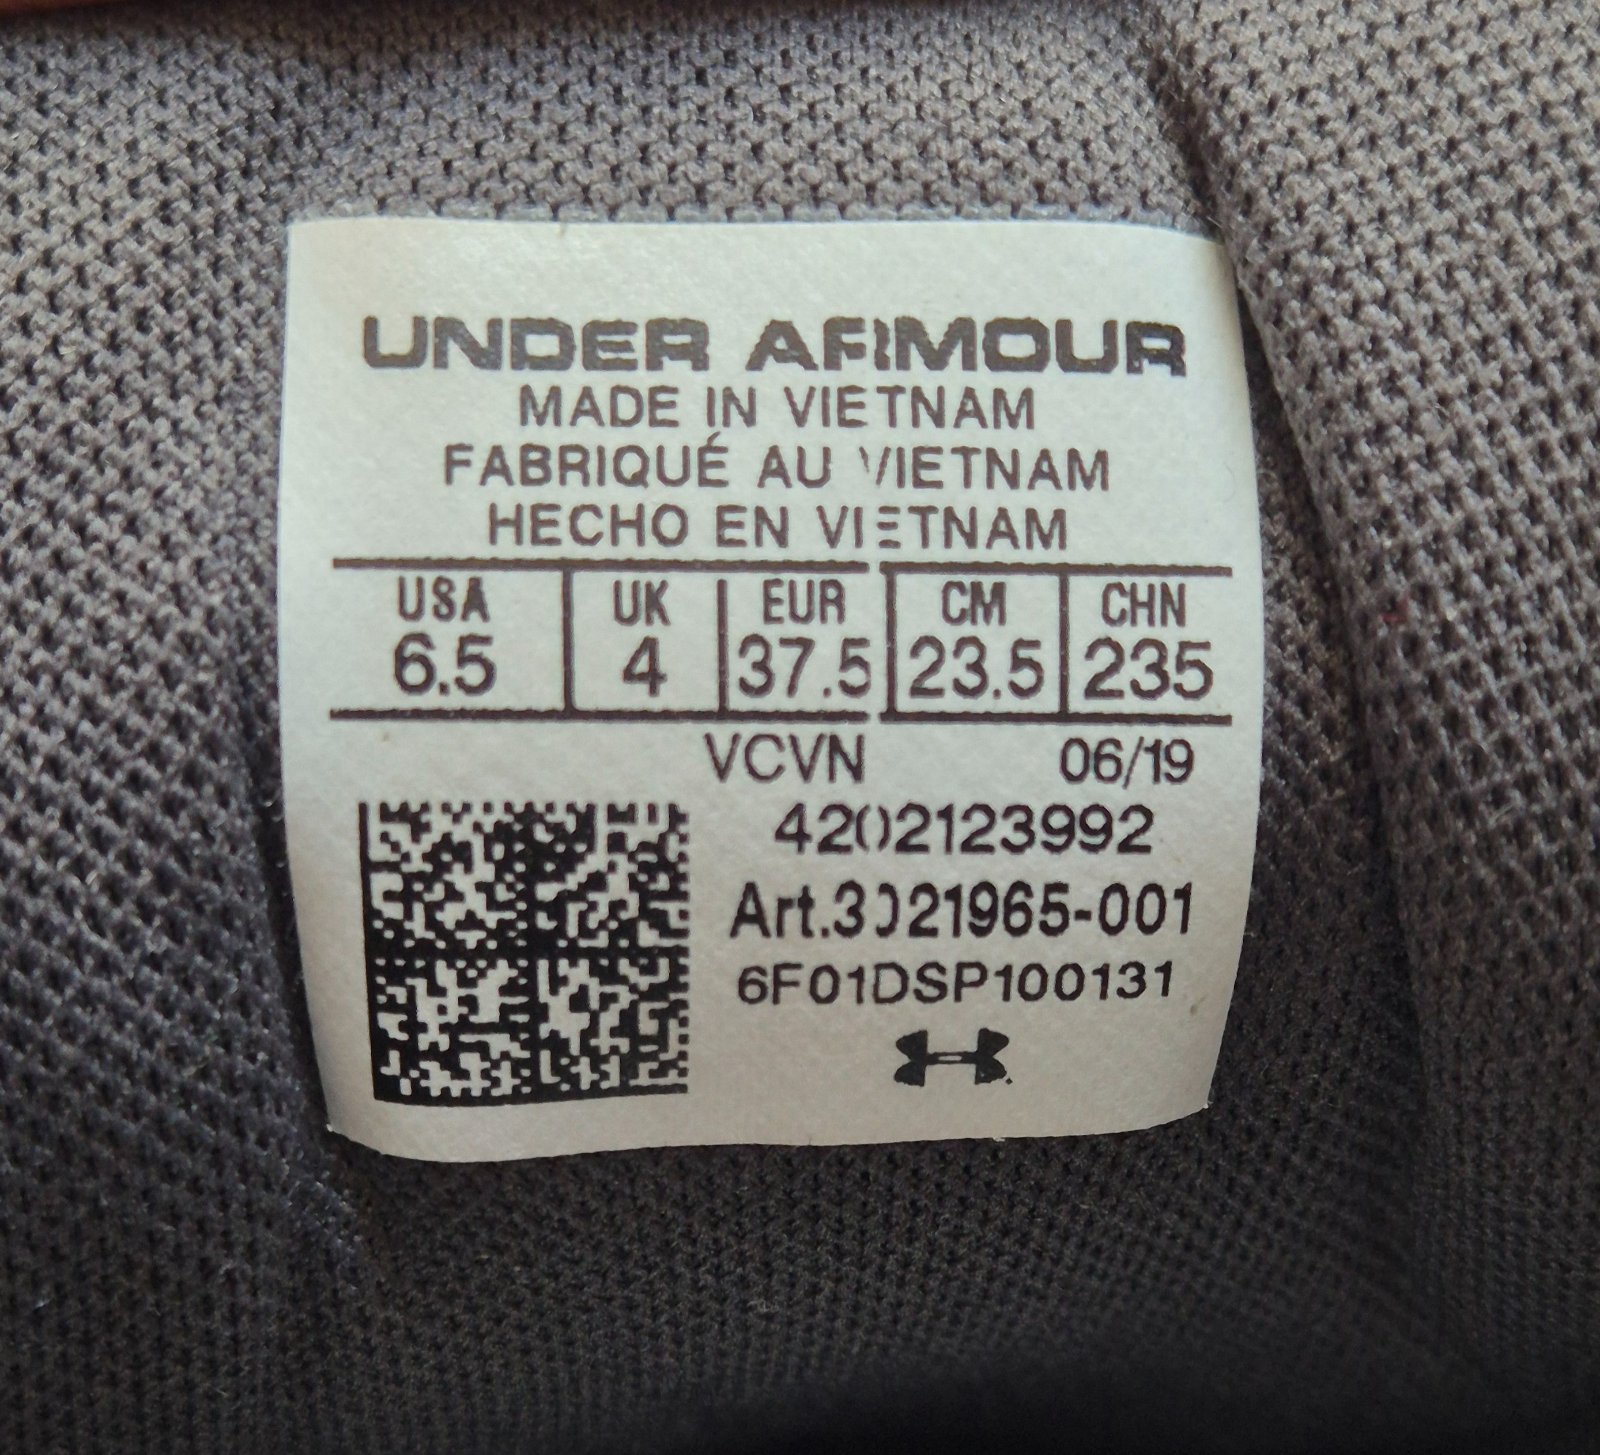 UNDER ARMOUR
MADE IN VIETNAM
FABRIQUÉ AU VIETNAM
HECHO EN VIETNAM
USA UK EUR CM CHN
6.5 4 37.5 23.5 235
VCVN 06/19
4202123992
Art.3021965-001
6F01DSP100131